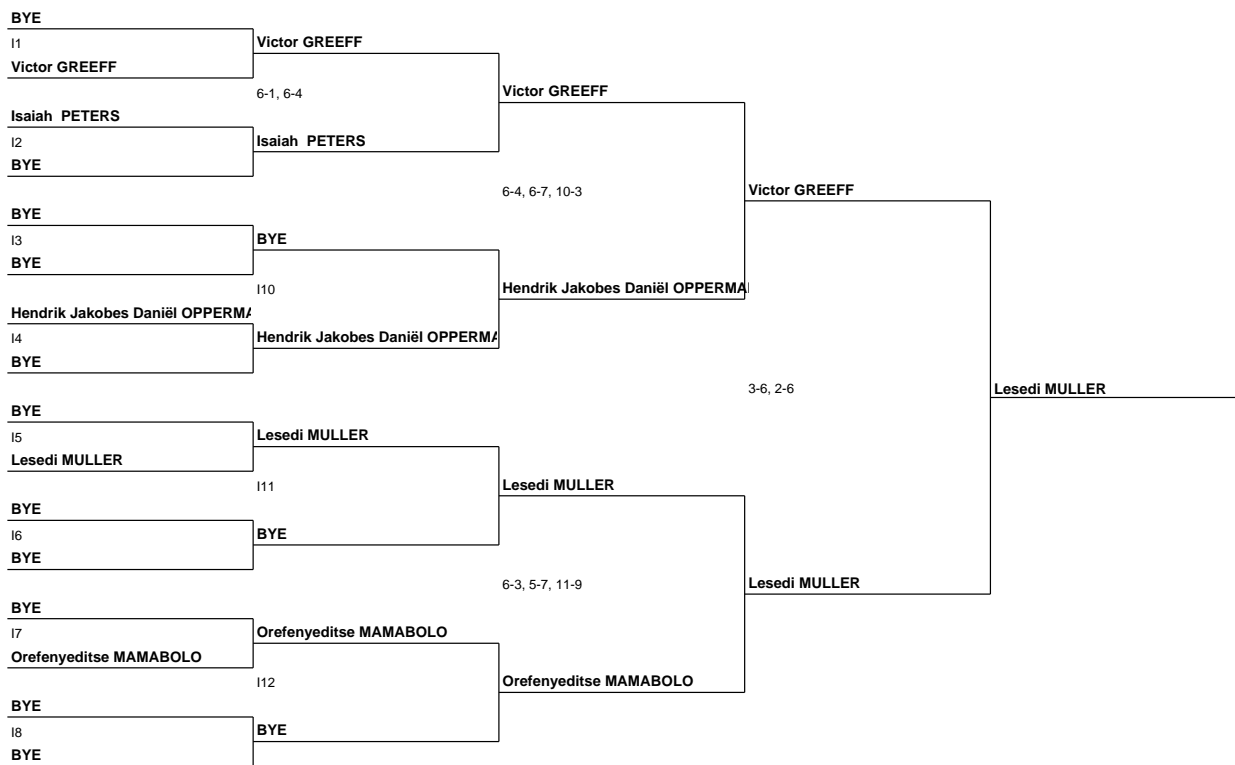 BYE
I1
Victor GREEFF
Isaiah  PETERS
I2
BYE
BYE
I3
BYE
Hendrik Jakobes Daniël OPPERMA
I4
BYE
BYE
I5
Lesedi MULLER
BYE
I6
BYE
BYE
I7
Orefenyeditse MAMABOLO
BYE
I8
BYE
Victor GREEFF
6-1, 6-4
Isaiah  PETERS
BYE
I10
Hendrik Jakobes Daniël OPPERMA
Lesedi MULLER
I11
BYE
Orefenyeditse MAMABOLO
I12
BYE
Victor GREEFF
6-4, 6-7, 10-3
Hendrik Jakobes Daniël OPPERMA
Lesedi MULLER
6-3, 5-7, 11-9
Orefenyeditse MAMABOLO
Victor GREEFF
3-6, 2-6
Lesedi MULLER
Lesedi MULLER